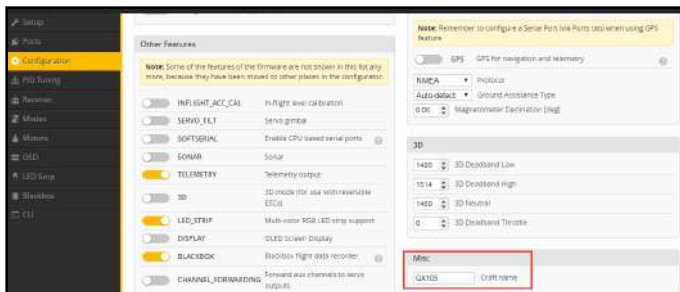 Setup
Ports
Configuration
PID Tuning
Receiver
Modes
Motors
OSD
LED Strip
Blackbox
CLI
Other Features
Note: Some of the features of the firmware are not shown in this list any
more, because they have been moved to other places in the configurator.
INFLIGHT_ACC_CAL In-flight level calibration
SERVO_TILT Servo gimbal
SOFTSERIAL Enable CPU based serial ports
SONAR Sonar
TELEMETRY Telemetry output
3D 3D mode (for use with reversible
ESCs)
LED_STRIP Multi-color RGB LED strip support
DISPLAY OLED Screen Display
BLACKBOX Blackbox flight data recorder
CHANNEL_FORWARDING Forward aux channels to servo
outputs
Note: Remember to configure a Serial Port (via Ports tab) when using GPS
feature.
GPS GPS for navigation and telemetry
NMEA Protocol
Auto-detect Ground Assistance Type
0.00 Magnetometer Declination [deg]
3D
1406 3D Deadband Low
1514 3D Deadband High
1460 3D Neutral
0 3D Deadband Throttle
Misc
QX105 Craft name